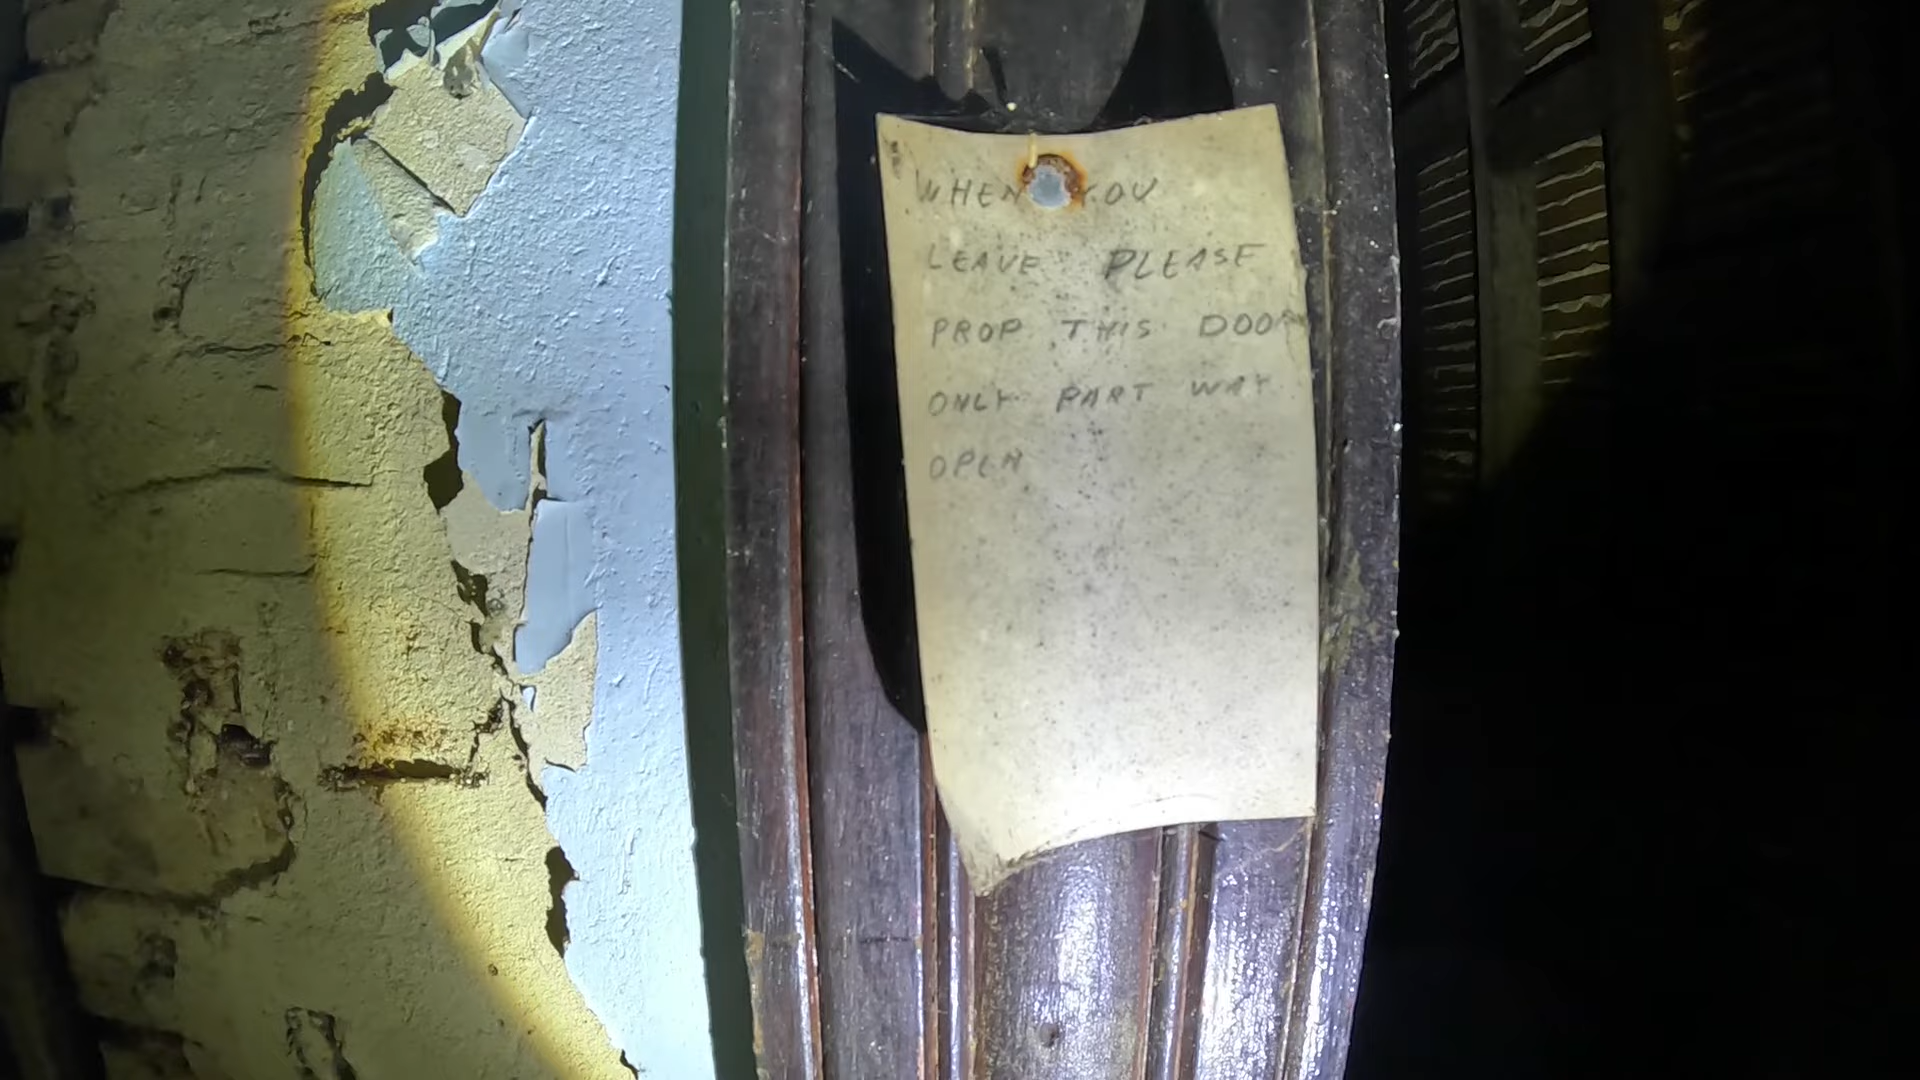 WHEN YOU
LEAVE PLEASE
PROP THIS DOOR
ONLY PART WAY
OPEN